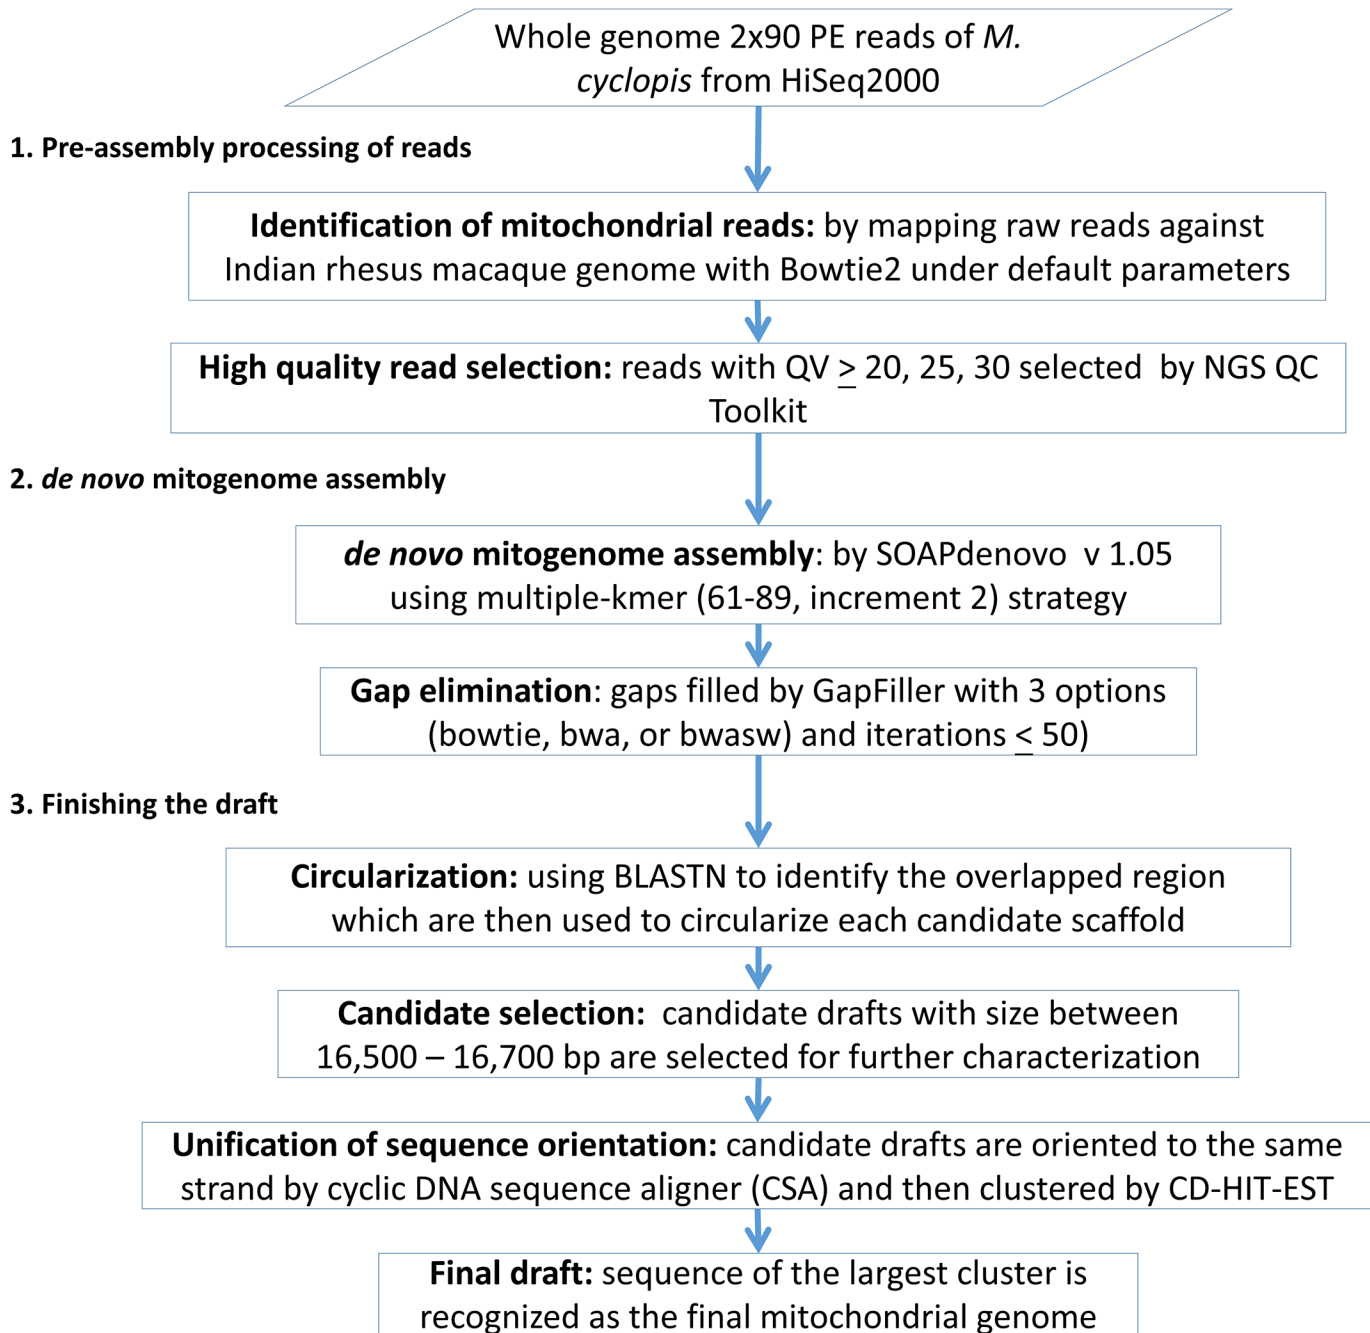 Whole genome 2x90 PE reads of M.
cyclopis from HiSeq2000
1. Pre-assembly processing of reads
Identification of mitochondrial reads: by mapping raw reads against
Indian rhesus macaque genome with Bowtie2 under default parameters
High quality read selection: reads with QV ≥ 20, 25, 30 selected by NGS QC
Toolkit
2. de novo mitogenome assembly
de novo mitogenome assembly: by SOAPdenovo v 1.05
using multiple-kmer (61-89, increment 2) strategy
Gap elimination: gaps filled by GapFiller with 3 options
(bowtie, bwa, or bwasw) and iterations ≤ 50)
3. Finishing the draft
Circularization: using BLASTN to identify the overlapped region
which are then used to circularize each candidate scaffold
Candidate selection: candidate drafts with size between
16,500 – 16,700 bp are selected for further characterization
Unification of sequence orientation: candidate drafts are oriented to the same
strand by cyclic DNA sequence aligner (CSA) and then clustered by CD-HIT-EST
Final draft: sequence of the largest cluster is
recognized as the final mitochondrial genome